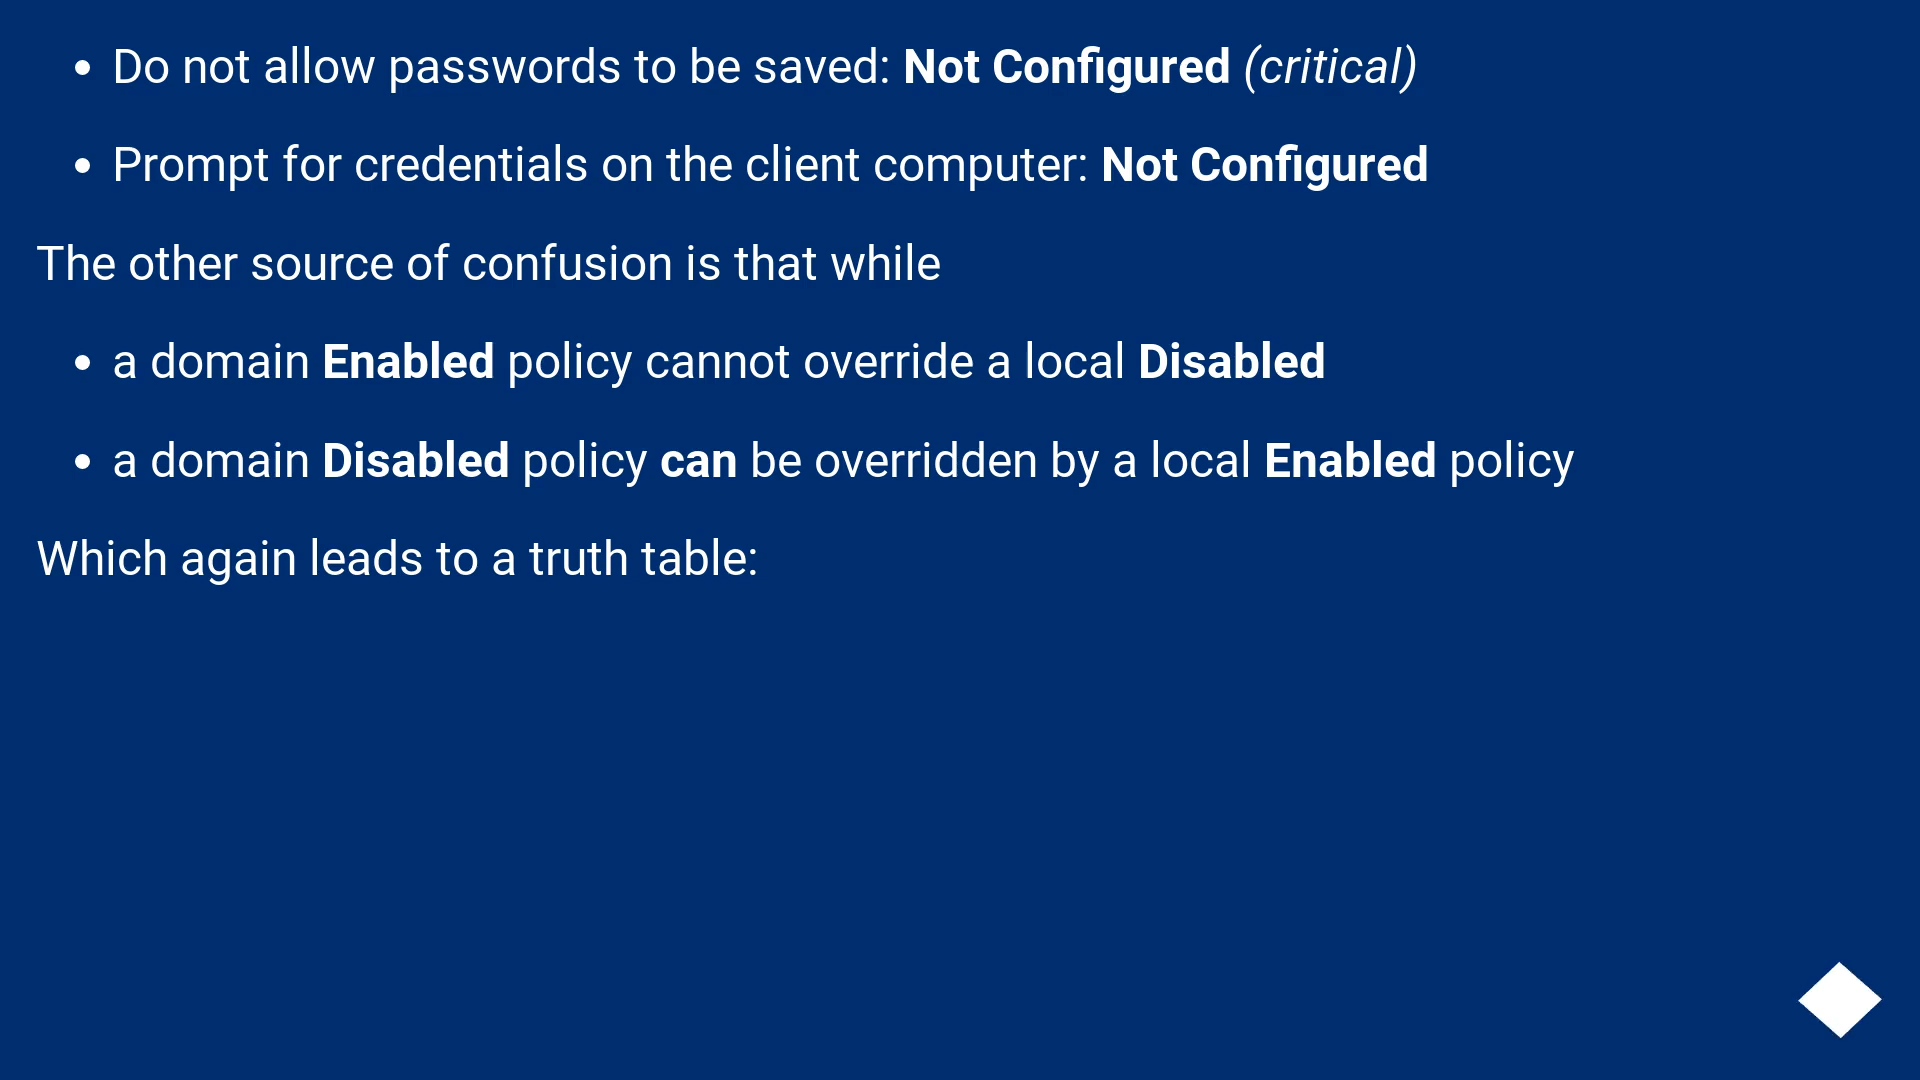 Do not allow passwords to be saved: Not Configured (critical)
Prompt for credentials on the client computer: Not Configured
The other source of confusion is that while
a domain Enabled policy cannot override a local Disabled
a domain Disabled policy can be overridden by a local Enabled policy
Which again leads to a truth table: